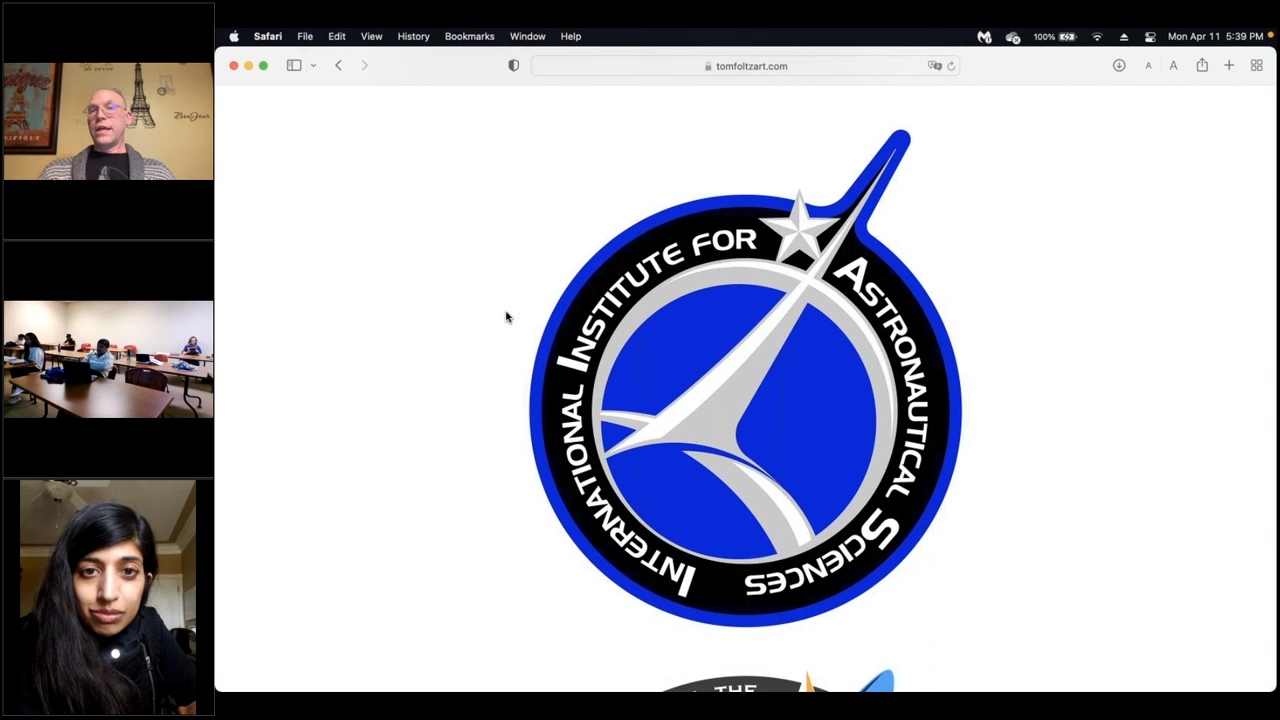 Safari File Edit View History Bookmarks Window Help 100% Mon Apr 11 5:39 PM
tomfoltzart.com A A
INTERNATIONAL INSTITUTE FOR ASTRONAUTICAL SCIENCES
THE
BonJour